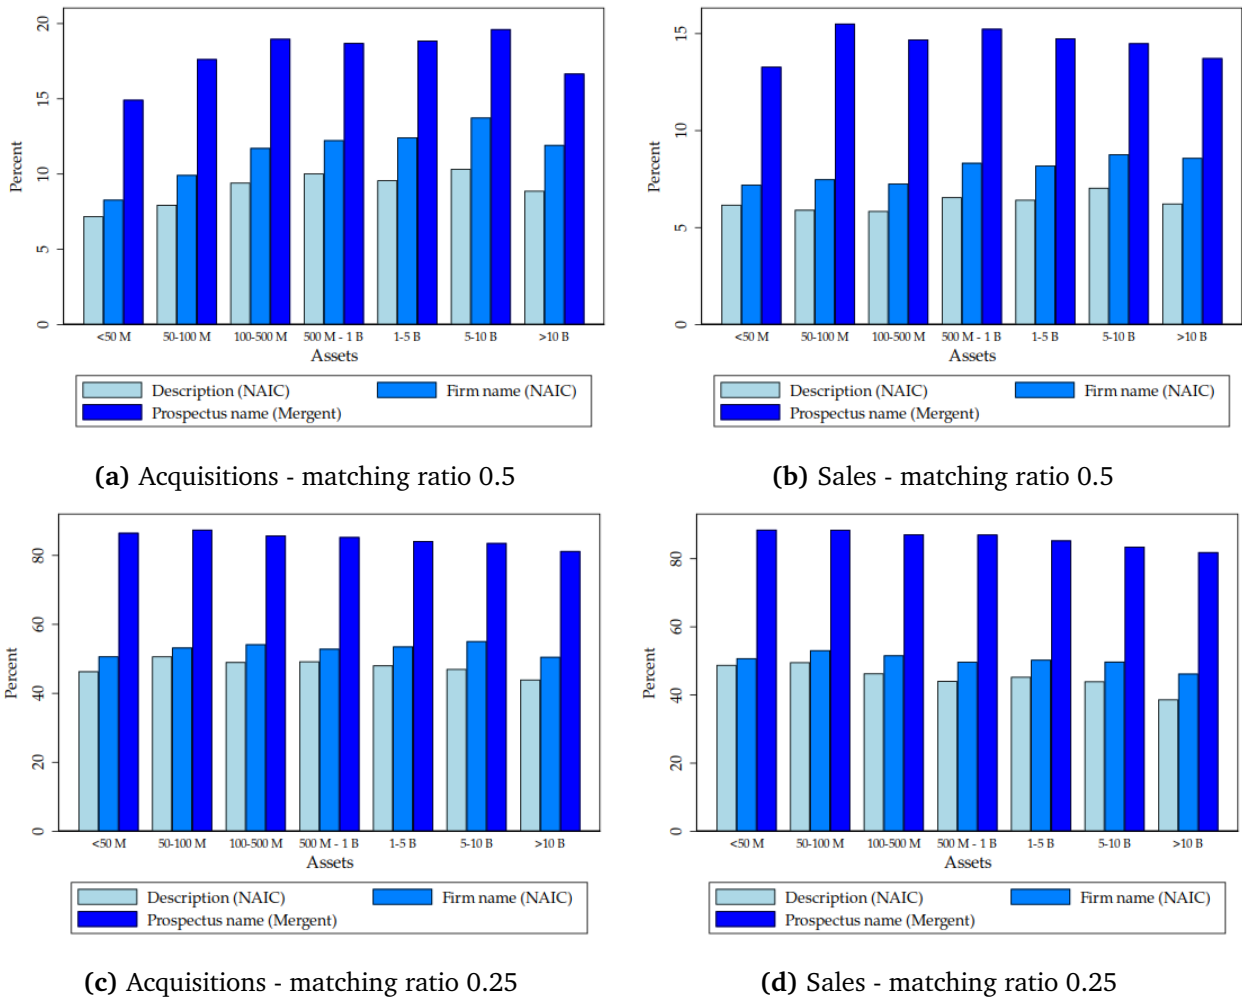 20
15
10
5
0
Percent
<50 M 50-100 M 100-500 M 500 M - 1 B 1-5 B 5-10 B >10 B
Assets
Description (NAIC) Firm name (NAIC)
Prospectus name (Mergent)
(a) Acquisitions - matching ratio 0.5
15
10
5
0
Percent
<50 M 50-100 M 100-500 M 500 M - 1 B 1-5 B 5-10 B >10 B
Assets
Description (NAIC) Firm name (NAIC)
Prospectus name (Mergent)
(b) Sales - matching ratio 0.5
80
60
40
20
0
Percent
<50 M 50-100 M 100-500 M 500 M - 1 B 1-5 B 5-10 B >10 B
Assets
Description (NAIC) Firm name (NAIC)
Prospectus name (Mergent)
(c) Acquisitions - matching ratio 0.25
80
60
40
20
0
Percent
<50 M 50-100 M 100-500 M 500 M - 1 B 1-5 B 5-10 B >10 B
Assets
Description (NAIC) Firm name (NAIC)
Prospectus name (Mergent)
(d) Sales - matching ratio 0.25